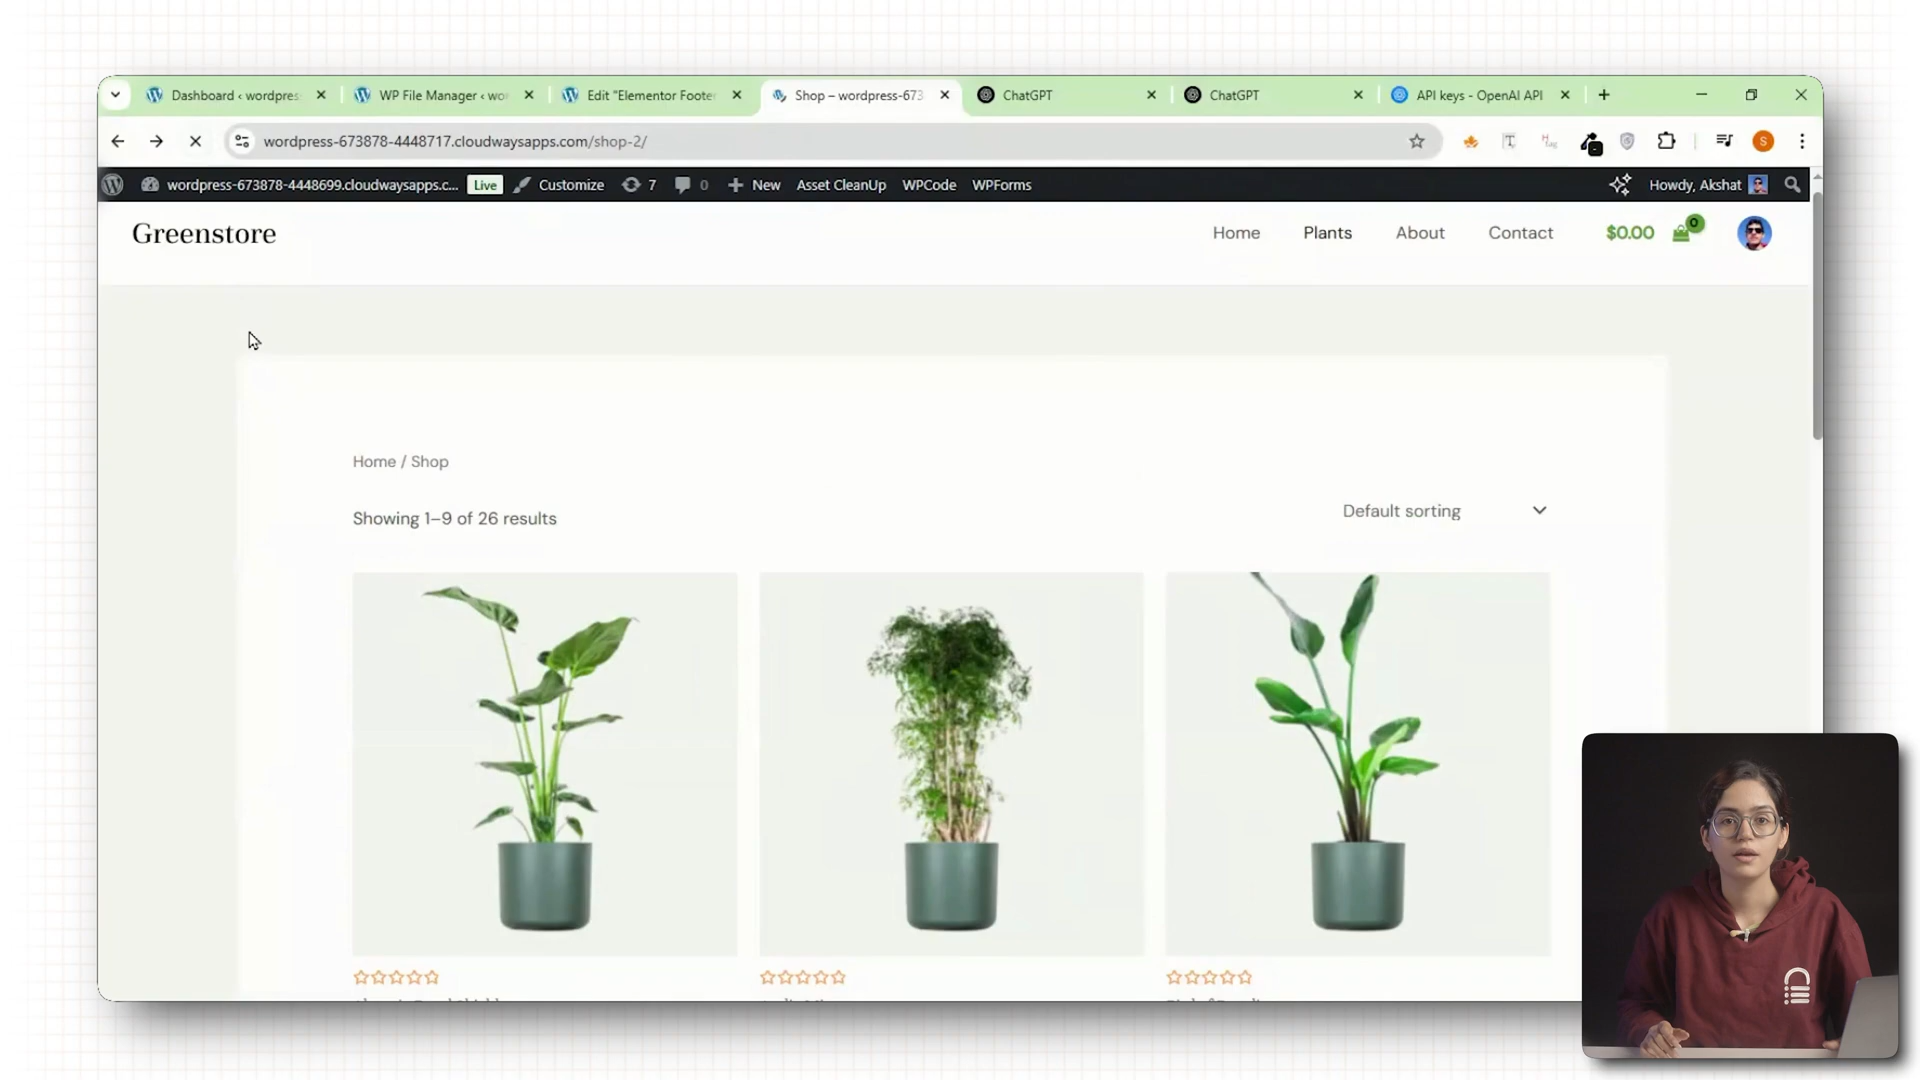 Dashboard ‹ wordpres
WP File Manager ‹ wo
Edit "Elementor Footer
Shop – wordpress-673
ChatGPT
ChatGPT
API keys - OpenAI API
wordpress-673878-4448717.cloudwaysapps.com/shop-2/
S
wordpress-673878-4448699.cloudwaysapps.c...
Live
Customize
7
0
New
Asset CleanUp
WPCode
WPForms
Howdy, Akshat
Greenstore
Home
Plants
About
Contact
$0.00
0
Home / Shop
Showing 1–9 of 26 results
Default sorting